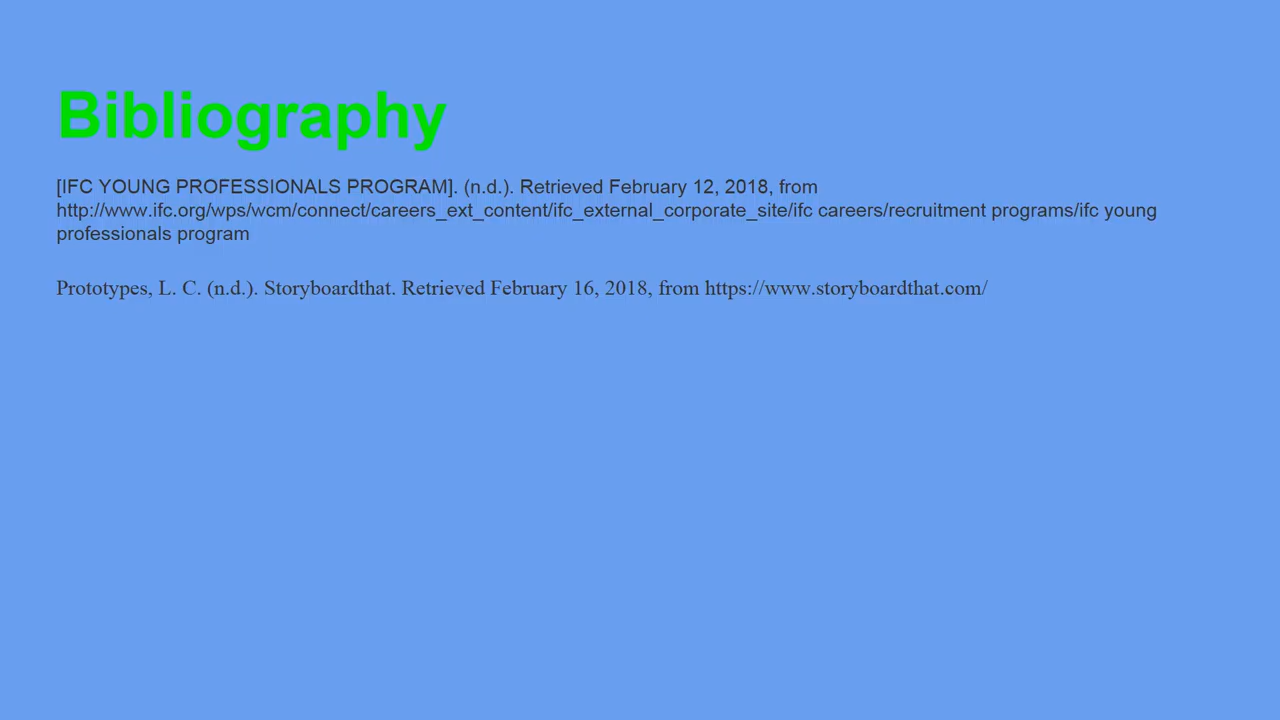 Bibliography
[IFC YOUNG PROFESSIONALS PROGRAM]. (n.d.). Retrieved February 12, 2018, from
http://www.ifc.org/wps/wcm/connect/careers_ext_content/ifc_external_corporate_site/ifc careers/recruitment programs/ifc young
professionals program
Prototypes, L. C. (n.d.). Storyboardthat. Retrieved February 16, 2018, from https://www.storyboardthat.com/